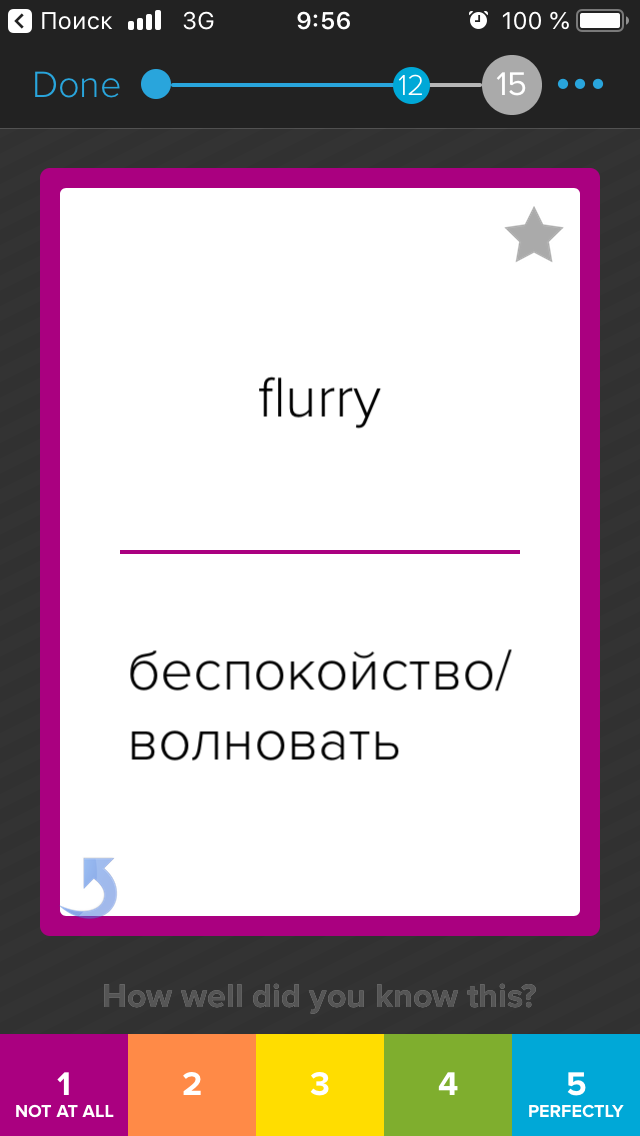 Поиск 3G 9:56 100 %
Done 12 15
flurry
беспокойство/
волновать
How well did you know this?
1 2 3 4 5
NOT AT ALL PERFECTLY